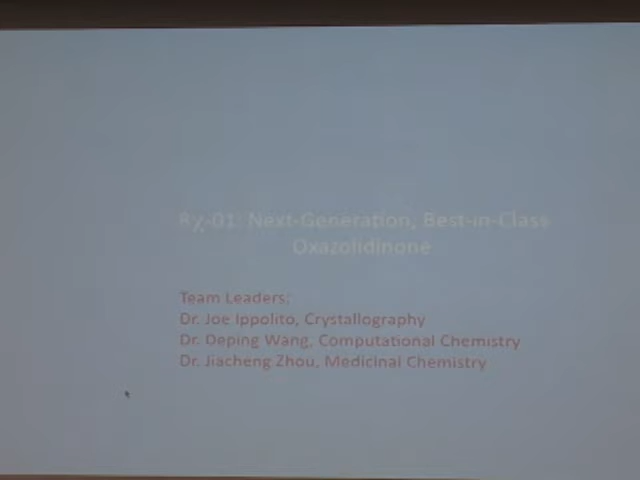 Rχ-01: Next-Generation, Best-in-Class
Oxazolidinone
Team Leaders:
Dr. Joe Ippolito, Crystallography
Dr. Deping Wang, Computational Chemistry
Dr. Jiacheng Zhou, Medicinal Chemistry